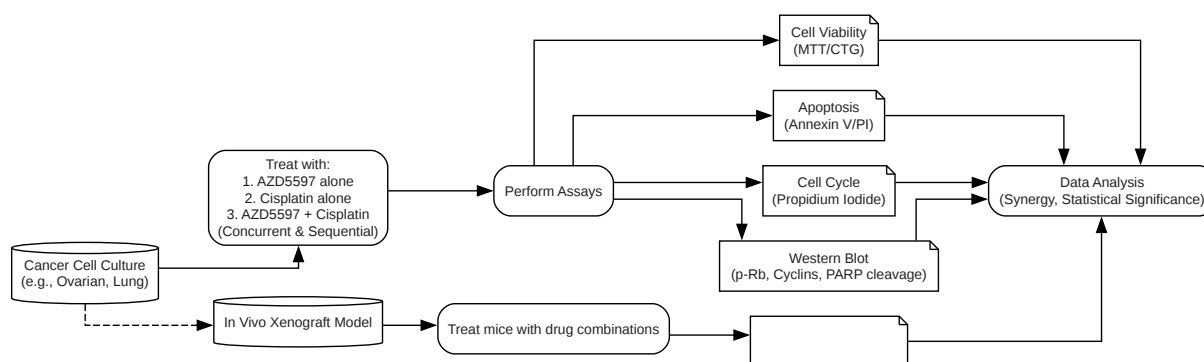 Cell Viability
(MTT/CTG)
Apoptosis
(Annexin V/PI)
Treat with:
1. AZD5597 alone
2. Cisplatin alone
3. AZD5597 + Cisplatin
(Concurrent & Sequential)
Perform Assays
Cell Cycle
(Propidium Iodide)
Data Analysis
(Synergy, Statistical Significance)
Cancer Cell Culture
(e.g., Ovarian, Lung)
Western Blot
(p-Rb, Cyclins, PARP cleavage)
In Vivo Xenograft Model
Treat mice with drug combinations